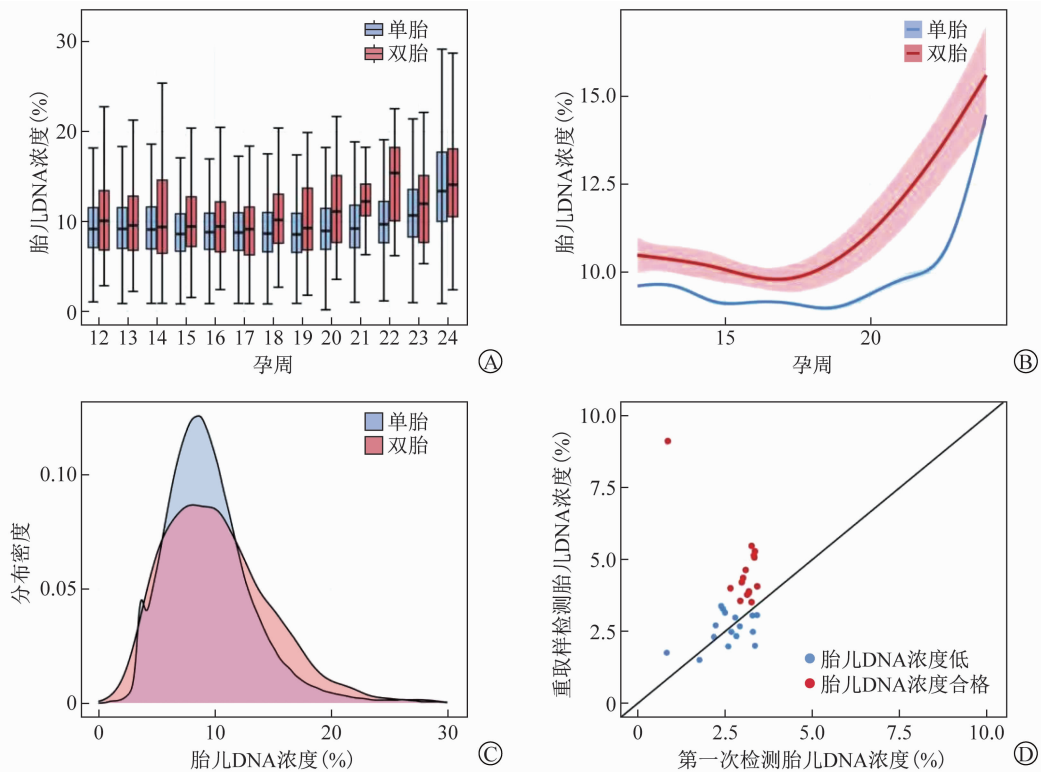 单胎
双胎
30
20
10
0
胎儿DNA浓度(%)
12 13 14 15 16 17 18 19 20 21 22 23 24
孕周
A
单胎
双胎
15.0
12.5
10.0
胎儿DNA浓度(%)
15 20
孕周
B
单胎
双胎
0.10
0.05
0
分布密度
0 10 20 30
胎儿DNA浓度(%)
C
10.0
7.5
5.0
2.5
0
重取样检测胎儿DNA浓度(%)
胎儿DNA浓度低
胎儿DNA浓度合格
0 2.5 5.0 7.5 10.0
第一次检测胎儿DNA浓度(%)
D